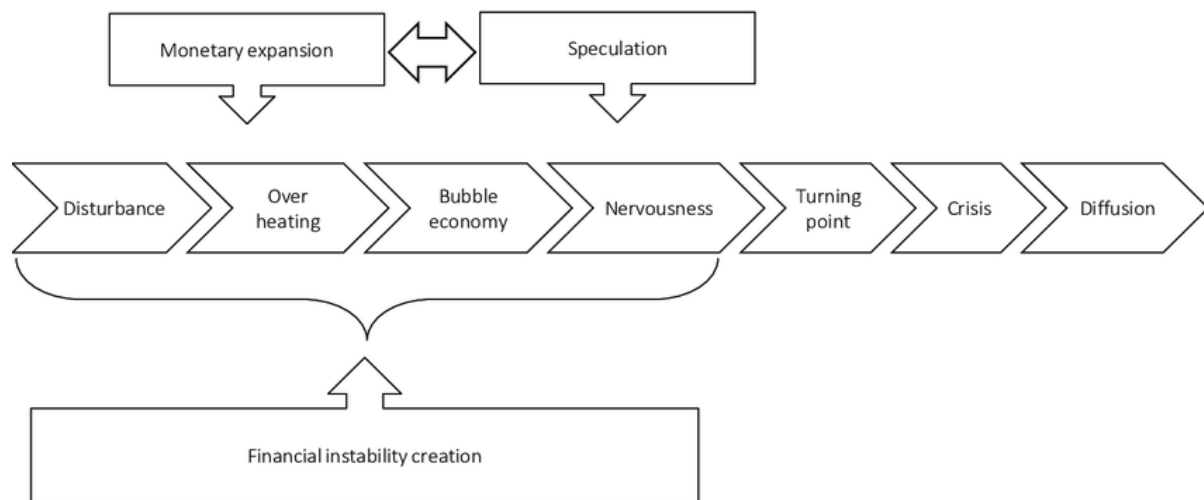 Monetary expansion
Speculation
Disturbance
Over
heating
Bubble
economy
Nervousness
Turning
point
Crisis
Diffusion
Financial instability creation